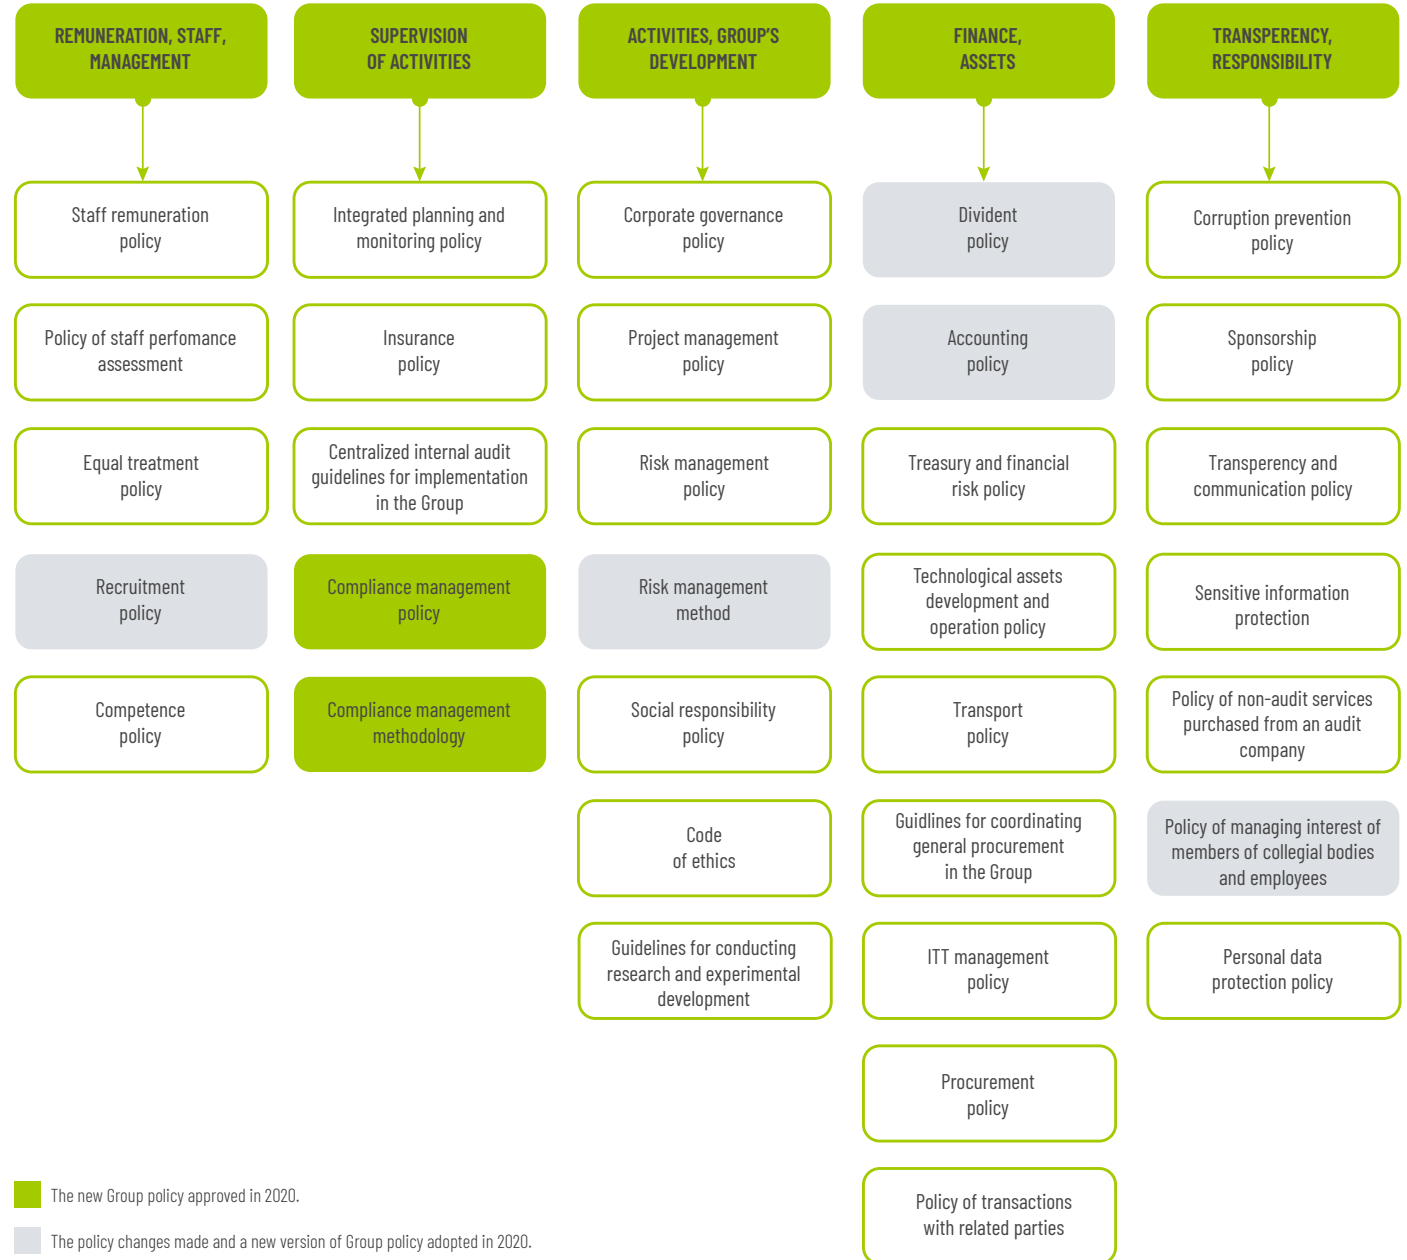 REMUNERATION, STAFF,
MANAGEMENT
Staff remuneration
policy
Policy of staff perfomance
assessment
Equal treatment
policy
Recruitment
policy
Competence
policy
SUPERVISION
OF ACTIVITIES
Integrated planning and
monitoring policy
Insurance
policy
Centralized internal audit
guidelines for implementation
in the Group
Compliance management
policy
Compliance management
methodology
ACTIVITIES, GROUP'S
DEVELOPMENT
Corporate governance
policy
Project management
policy
Risk management
policy
Risk management
method
Social responsibility
policy
Code
of ethics
Guidelines for conducting
research and experimental
development
FINANCE,
ASSETS
Divident
policy
Accounting
policy
Treasury and financial
risk policy
Technological assets
development and
operation policy
Transport
policy
Guidlines for coordinating
general procurement
in the Group
ITT management
policy
Procurement
policy
Policy of transactions
with related parties
TRANSPERENCY,
RESPONSIBILITY
Corruption prevention
policy
Sponsorship
policy
Transperency and
communication policy
Sensitive information
protection
Policy of non-audit services
purchased from an audit
company
Policy of managing interest of
members of collegial bodies
and employees
Personal data
protection policy
The new Group policy approved in 2020.
The policy changes made and a new version of Group policy adopted in 2020.